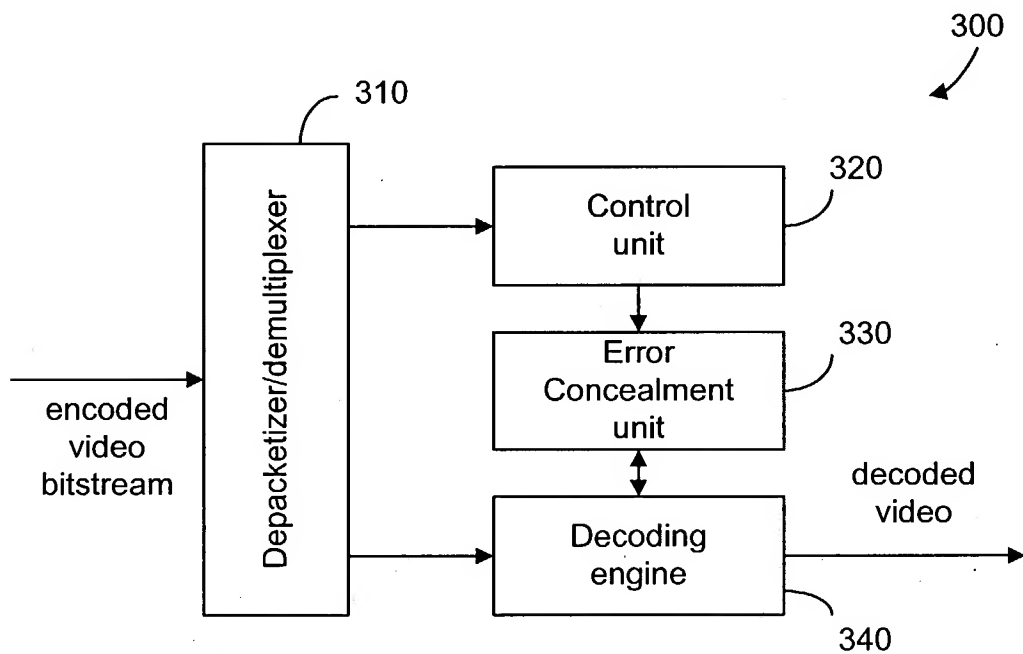 300
310
Depacketizer/demultiplexer
320
Control
unit
330
Error
Concealment
unit
encoded
video
bitstream
decoded
video
Decoding
engine
340